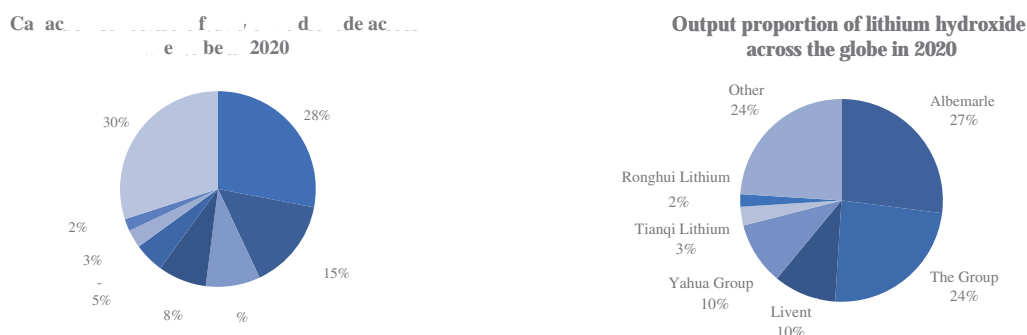 2020
30%
28%
2%
3%
-
5%
8%
%
15%
Output proportion of lithium hydroxide
across the globe in 2020
Other
24%
Albemarle
27%
Ronghui Lithium
2%
Tianqi Lithium
3%
Yahua Group
10%
Livent
10%
The Group
24%